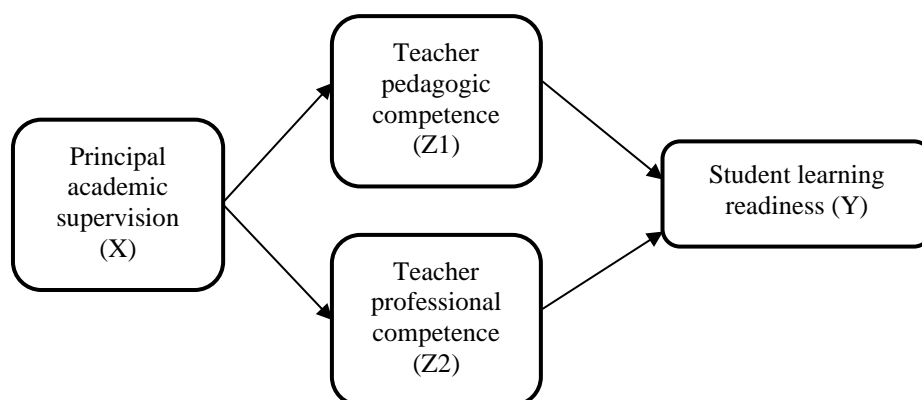 Principal
academic
supervision
(X)
Teacher
pedagogic
competence
(Z1)
Teacher
professional
competence
(Z2)
Student learning
readiness (Y)